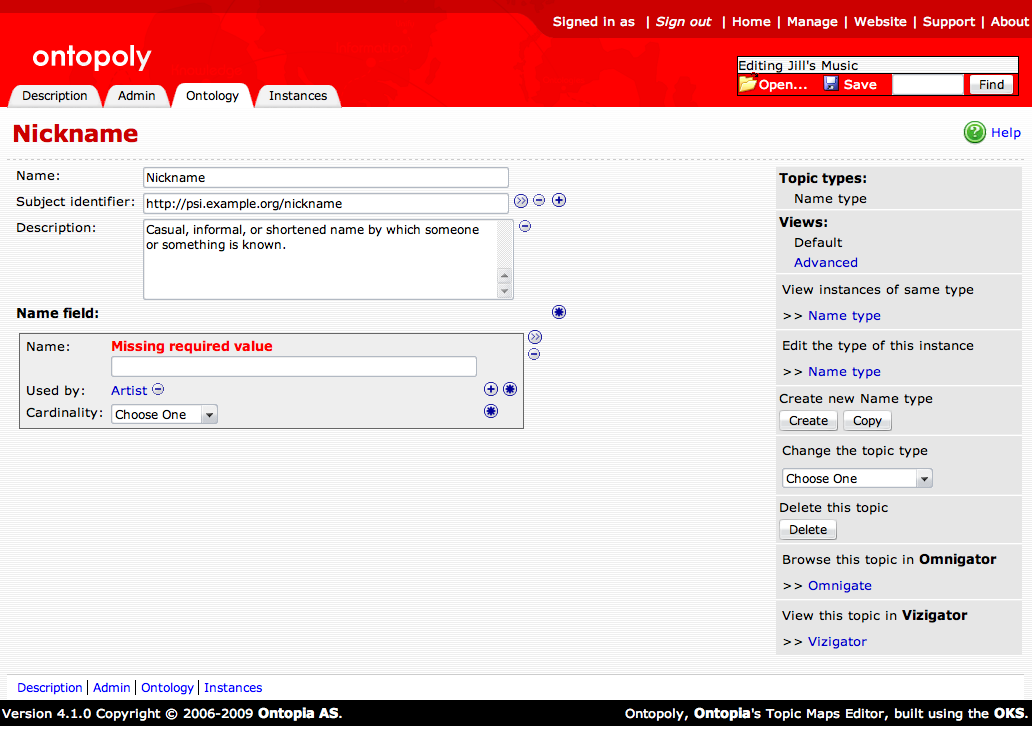 Signed in as | Sign out | Home | Manage | Website | Support | About
ontopoly
Editing Jill's Music
Open... Save Find
Description Admin Ontology Instances
Nickname
? Help
Name: Nickname
Subject identifier: http://psi.example.org/nickname
Description: Casual, informal, or shortened name by which someone
or something is known.
Name field:
Name: Missing required value
Used by: Artist
Cardinality: Choose One
Topic types:
Name type
Views:
Default
Advanced
View instances of same type
>> Name type
Edit the type of this instance
>> Name type
Create new Name type
Create Copy
Change the topic type
Choose One
Delete this topic
Delete
Browse this topic in Omnigator
>> Omnigate
View this topic in Vizigator
>> Vizigator
Description | Admin | Ontology | Instances
Version 4.1.0 Copyright © 2006-2009 Ontopia AS. Ontopoly, Ontopia's Topic Maps Editor, built using the OKS.